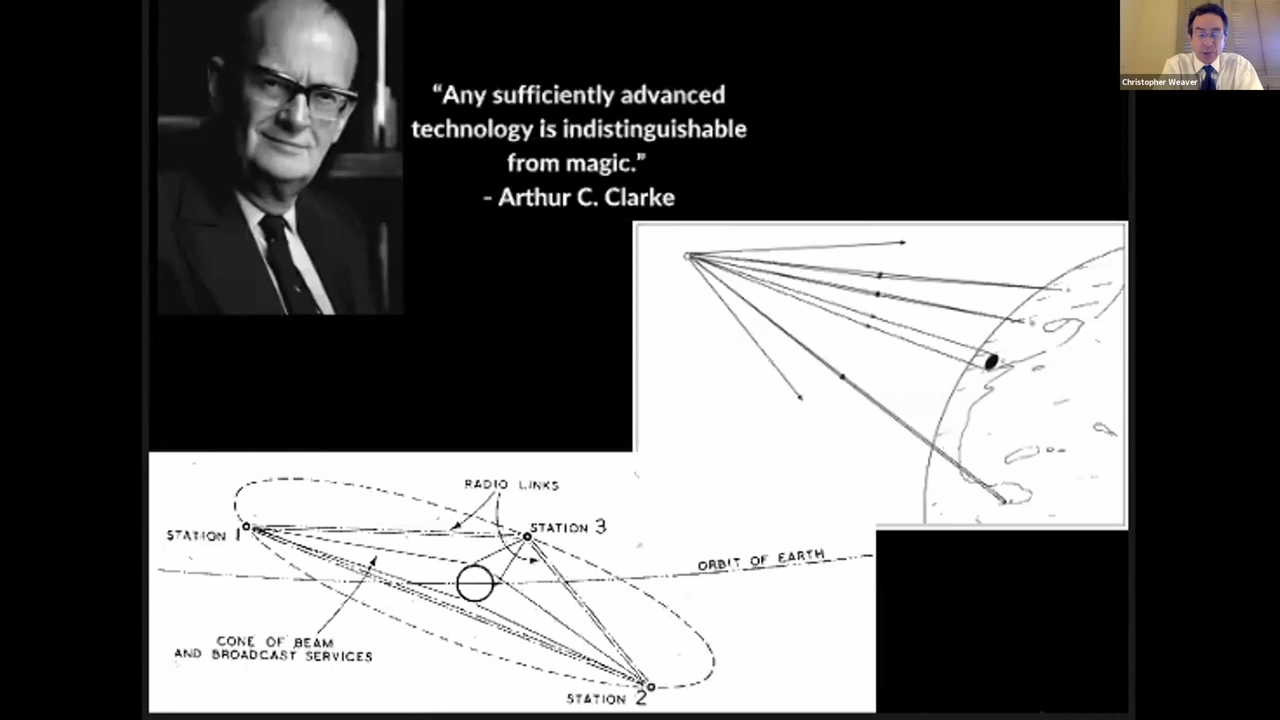 “Any sufficiently advanced
technology is indistinguishable
from magic.”
- Arthur C. Clarke
Christopher Weaver
RADIO LINKS
STATION 1
STATION 3
ORBIT OF EARTH
CONE OF BEAM
AND BROADCAST SERVICES
STATION 2